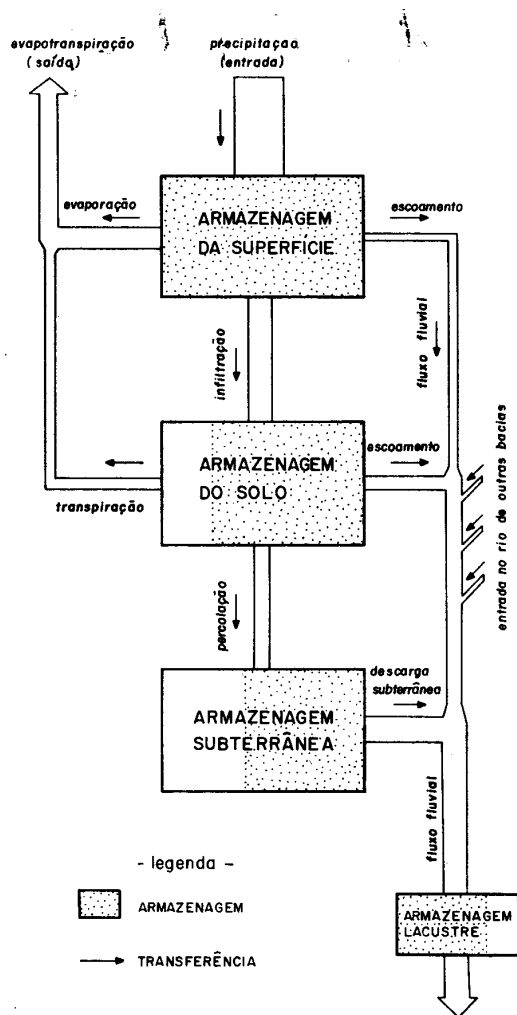 evapotranspiração
(saída)
precipitação
(entrada)
evaporação
ARMAZENAGEM
DA SUPERFÍCIE
escoamento
infiltração
fluxo fluvial
ARMAZENAGEM
DO SOLO
escoamento
transpiração
entrada no rio de outras bacias
percolação
ARMAZENAGEM
SUBTERRÂNEA
descarga
subterrânea
fluxo fluvial
- legenda -
ARMAZENAGEM
TRANSFERÊNCIA
ARMAZENAGEM
LACUSTRE